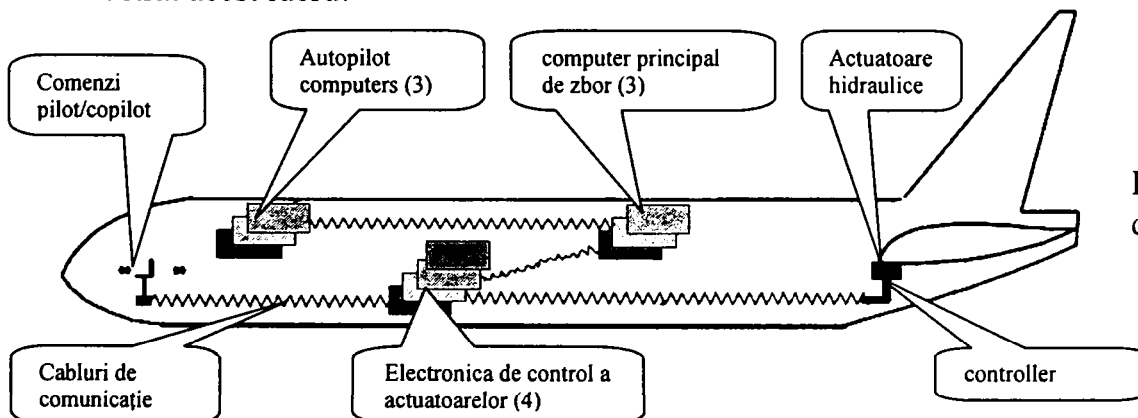 Comenzi
pilot/copilot
Autopilot
computers (3)
computer principal
de zbor (3)
Actuatoare
hidraulice
Cabluri de
comunicaţie
Electronica de control a
actuatoarelor (4)
controller